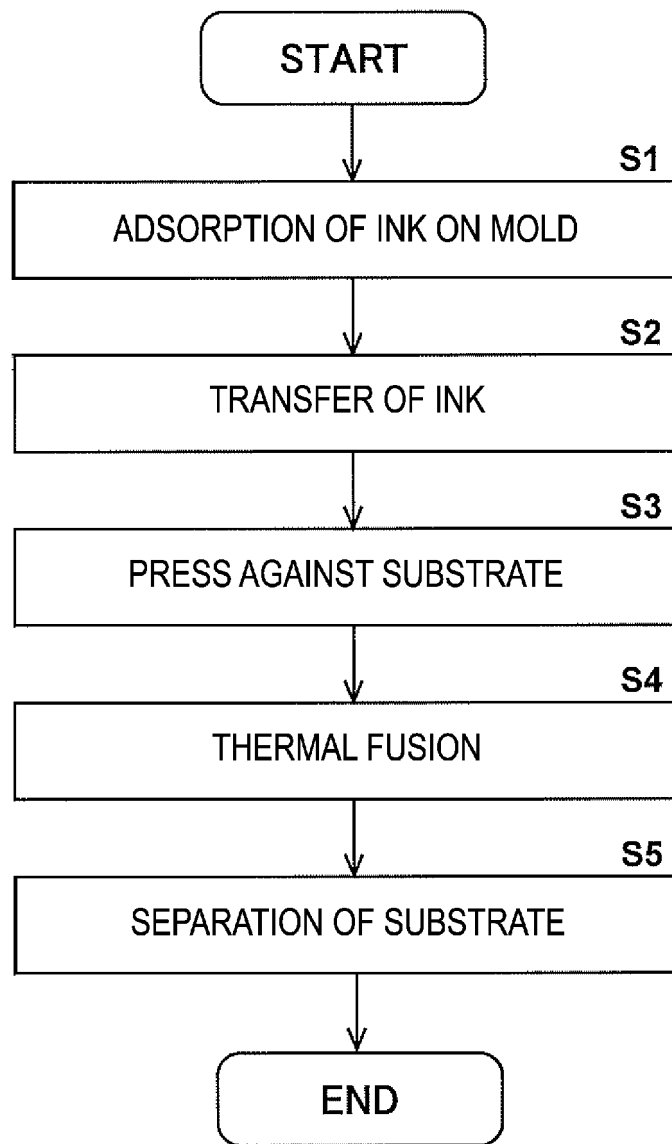 START
S1
ADSORPTION OF INK ON MOLD
S2
TRANSFER OF INK
S3
PRESS AGAINST SUBSTRATE
S4
THERMAL FUSION
S5
SEPARATION OF SUBSTRATE
END